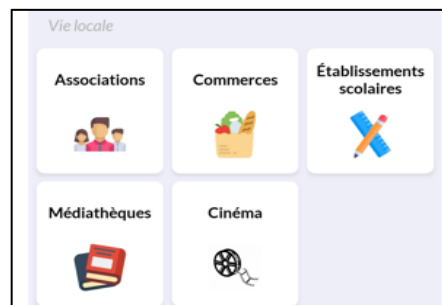 Vie locale
Associations
Commerces
Établissements
scolaires
Médiathèques
Cinéma